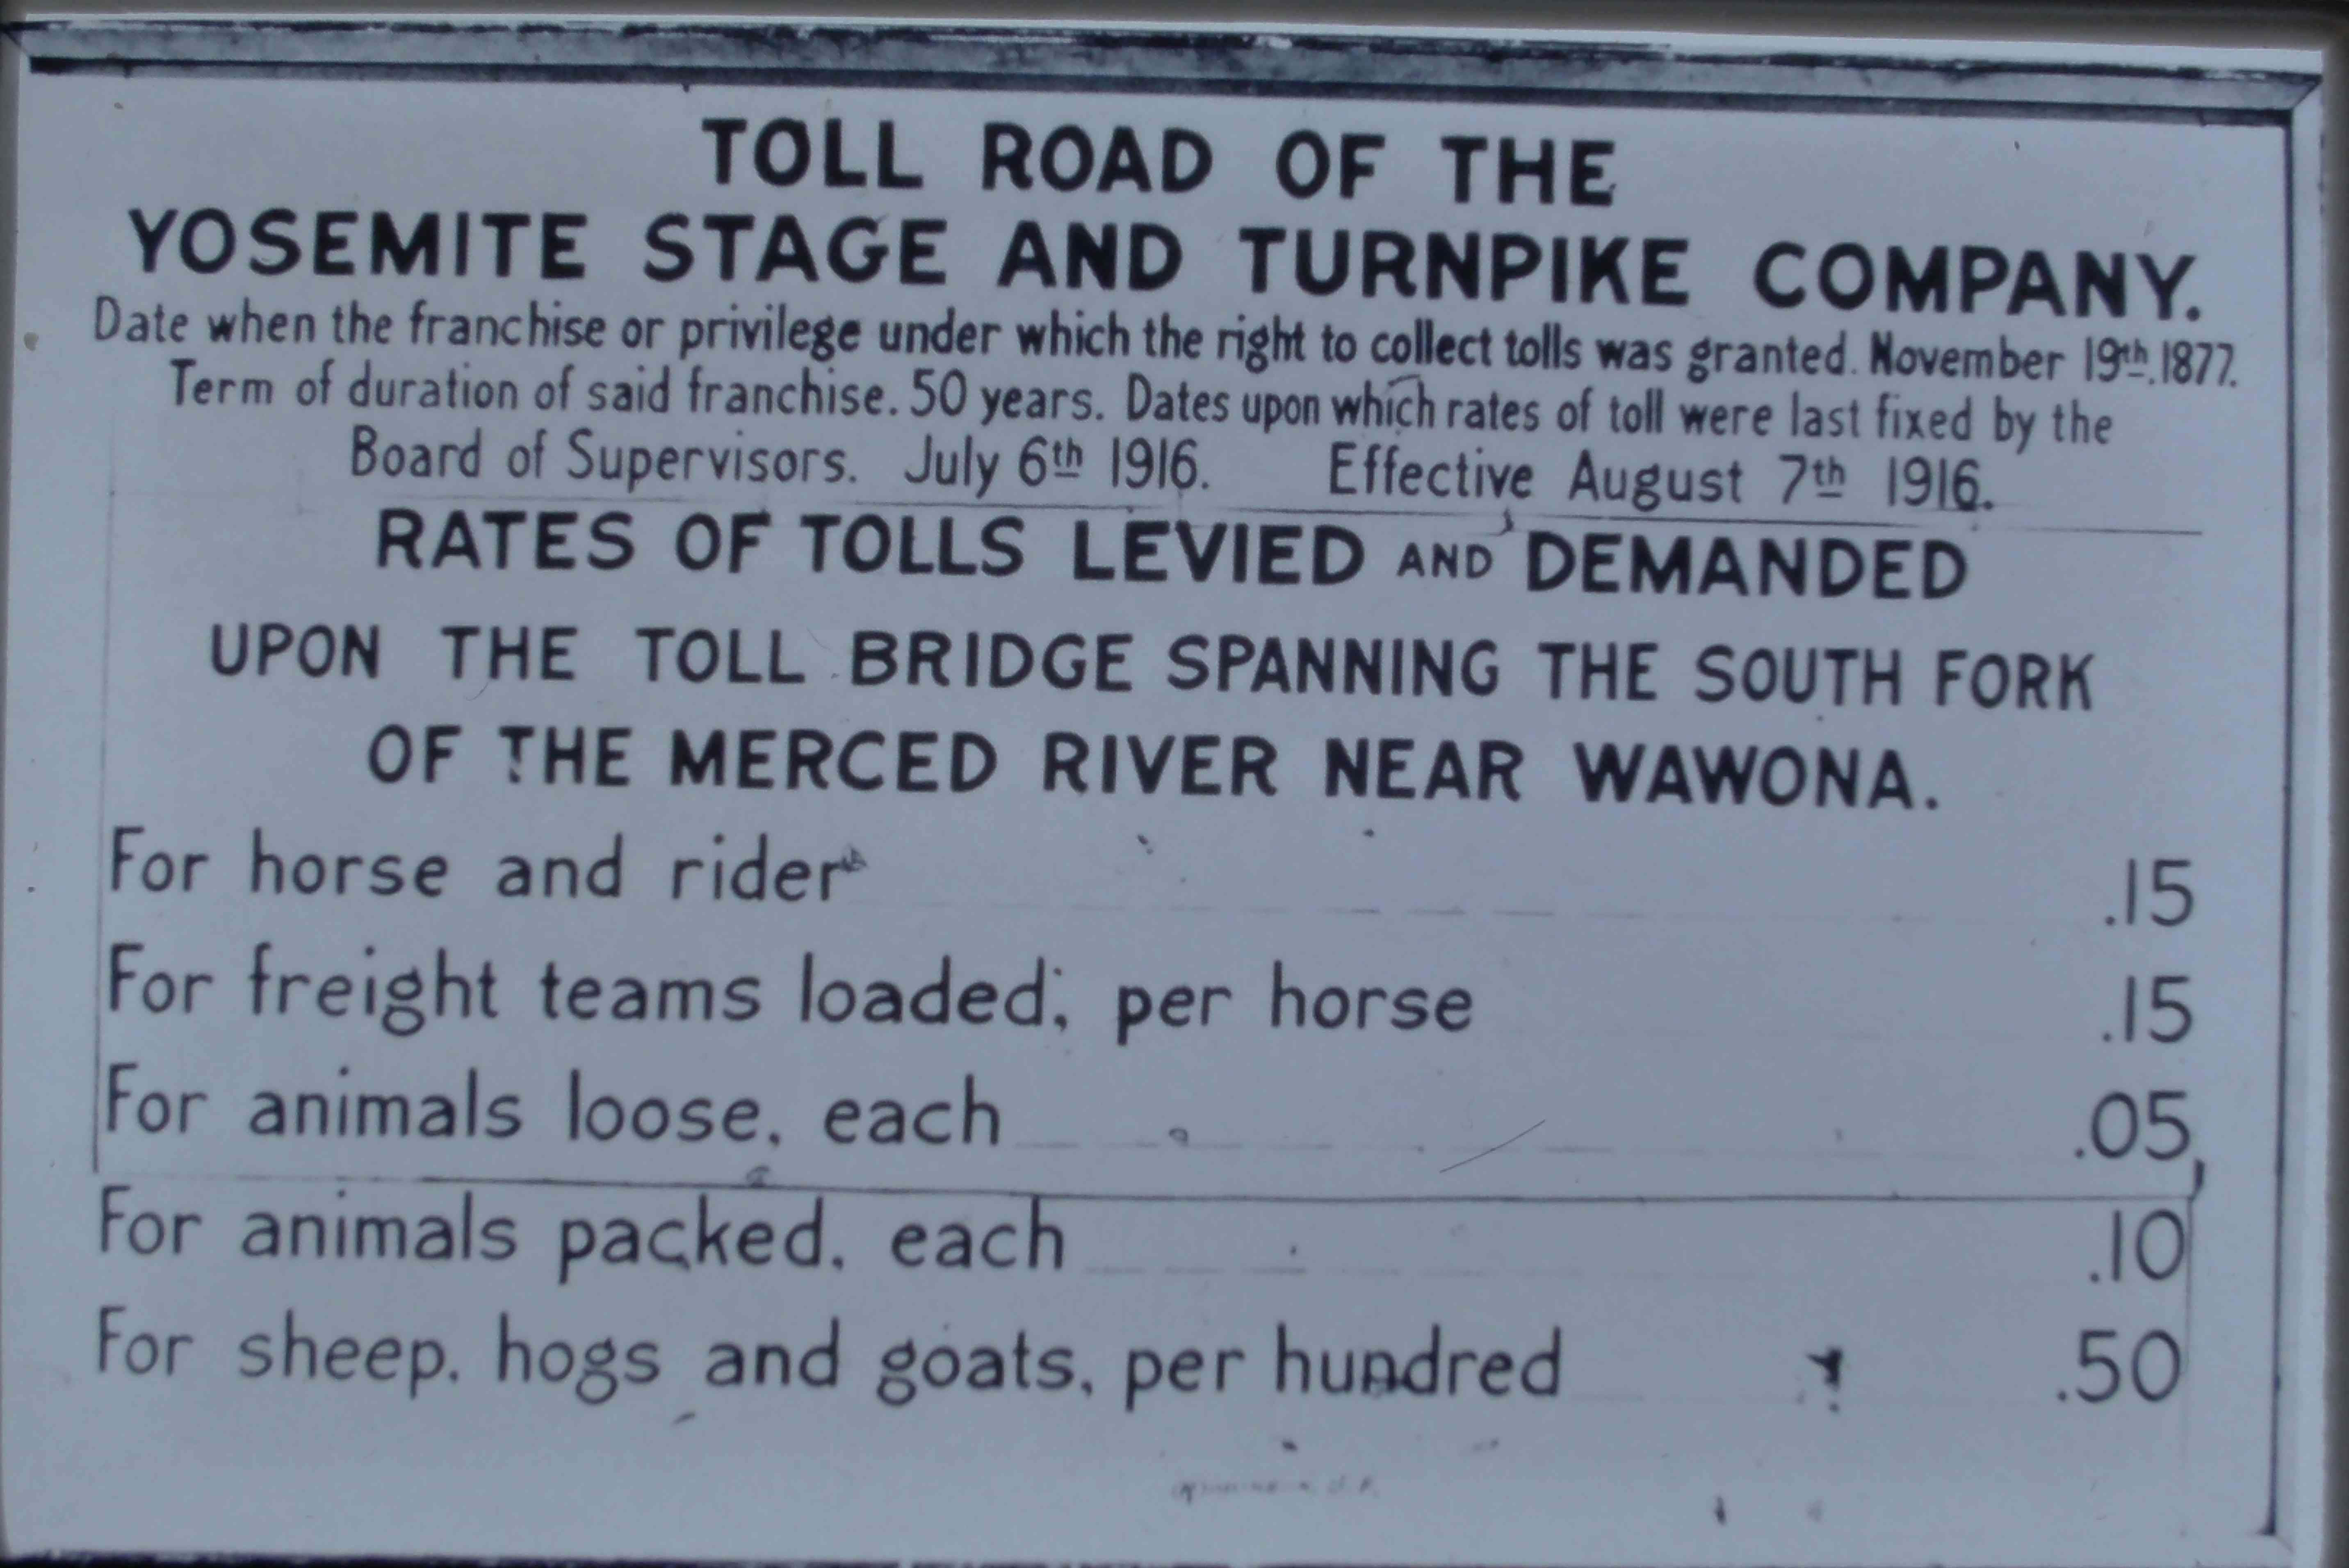 TOLL ROAD OF THE
YOSEMITE STAGE AND TURNPIKE COMPANY.
Date when the franchise or privilege under which the right to collect tolls was granted. November 19th. 1877.
Term of duration of said franchise. 50 years. Dates upon which rates of toll were last fixed by the
Board of Supervisors. July 6th 1916. Effective August 7th 1916.
RATES OF TOLLS LEVIED AND DEMANDED
UPON THE TOLL BRIDGE SPANNING THE SOUTH FORK
OF THE MERCED RIVER NEAR WAWONA.
For horse and rider .15
For freight teams loaded; per horse .15
For animals loose, each .05
For animals packed, each .10
For sheep. hogs and goats, per hundred .50